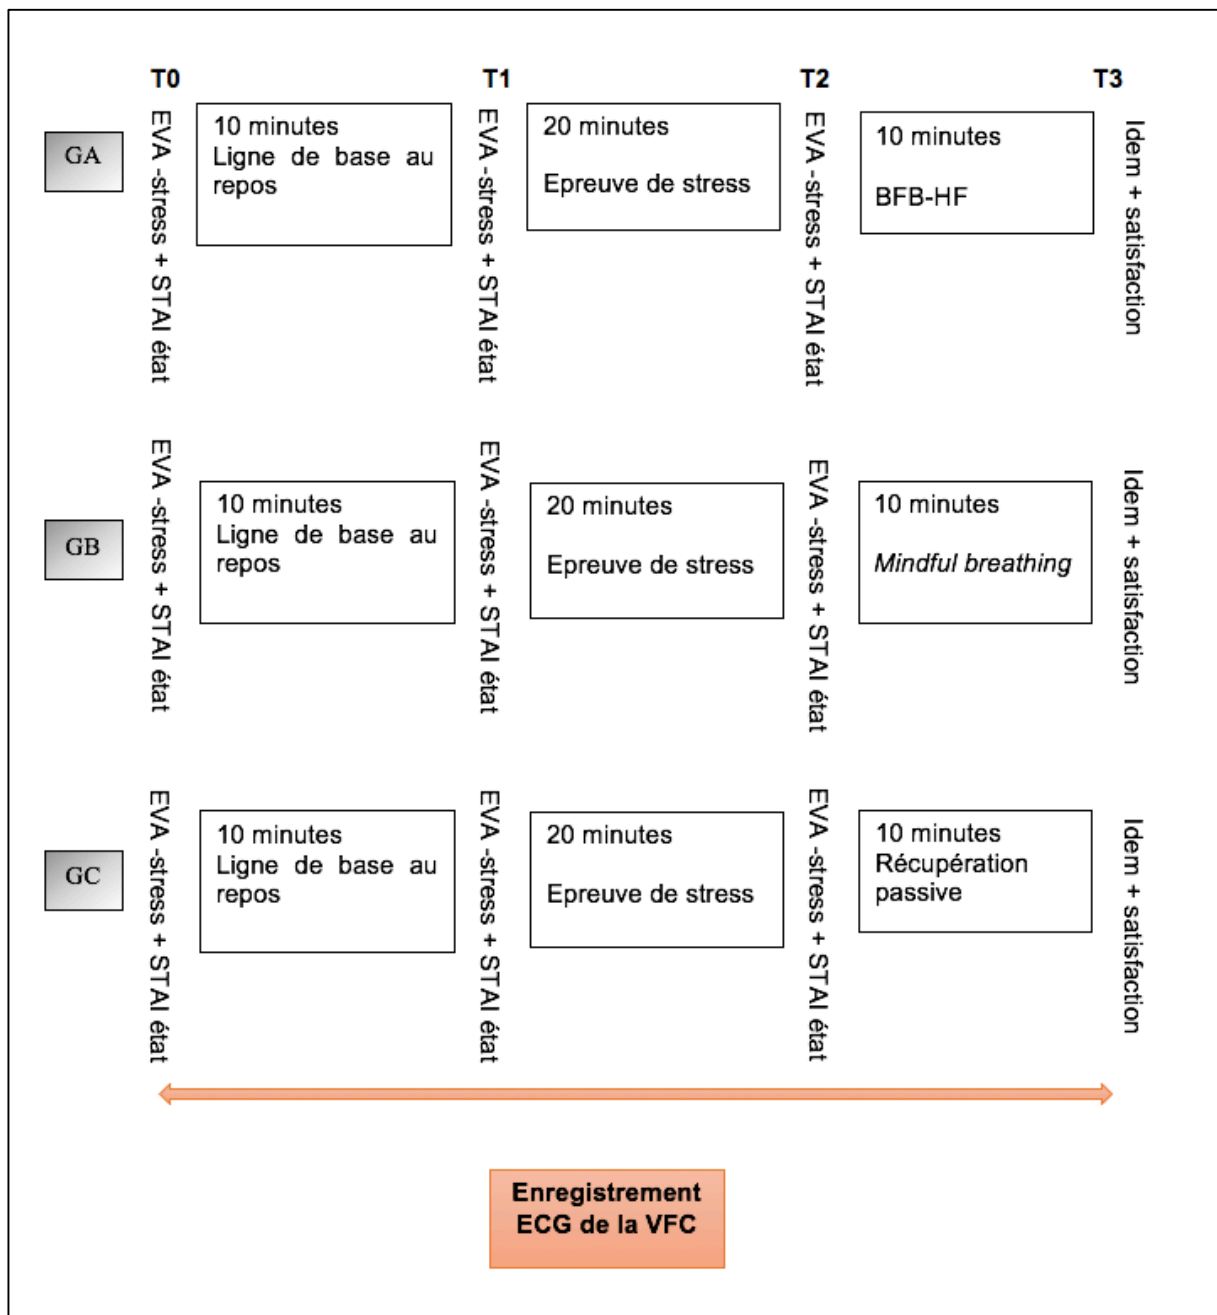 T0 T1 T2 T3
GA
EVA -stress + STAI état
10 minutes
Ligne de base au
repos
EVA -stress + STAI état
20 minutes
Epreuve de stress
EVA -stress + STAI état
10 minutes
BFB-HF
Idem + satisfaction
GB
EVA -stress + STAI état
10 minutes
Ligne de base au
repos
EVA -stress + STAI état
20 minutes
Epreuve de stress
EVA -stress + STAI état
10 minutes
Mindful breathing
Idem + satisfaction
GC
EVA -stress + STAI état
10 minutes
Ligne de base au
repos
EVA -stress + STAI état
20 minutes
Epreuve de stress
EVA -stress + STAI état
10 minutes
Récupération
passive
Idem + satisfaction
Enregistrement
ECG de la VFC